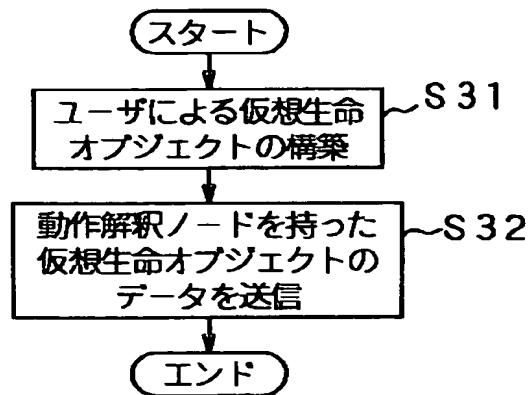 スタート
ユーザによる仮想生命
オブジェクトの構築
S31
動作解釈ノードを持った
仮想生命オブジェクトの
データを送信
S32
エンド